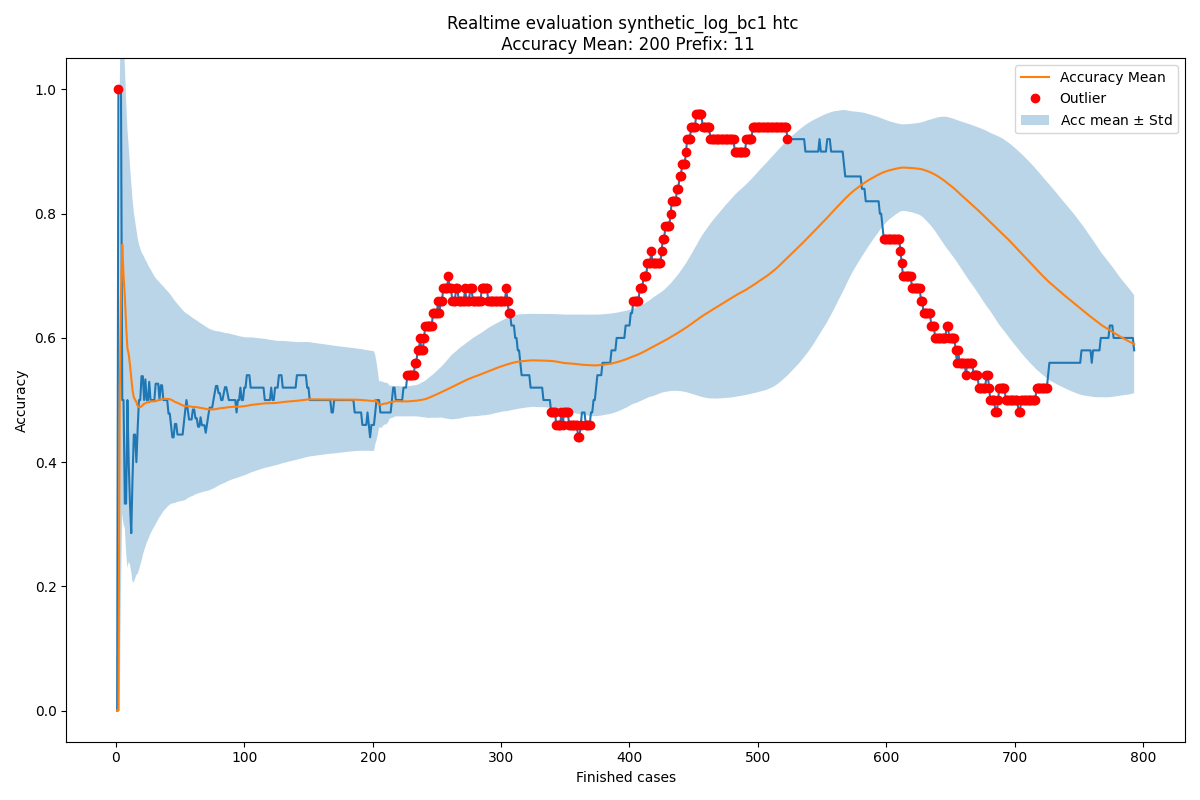 Realtime evaluation synthetic_log_bc1 htc
Accuracy Mean: 200 Prefix: 11
Accuracy Mean
Outlier
Acc mean ± Std
1.0
0.8
0.6
0.4
0.2
0.0
Accuracy
0 100 200 300 400 500 600 700 800
Finished cases